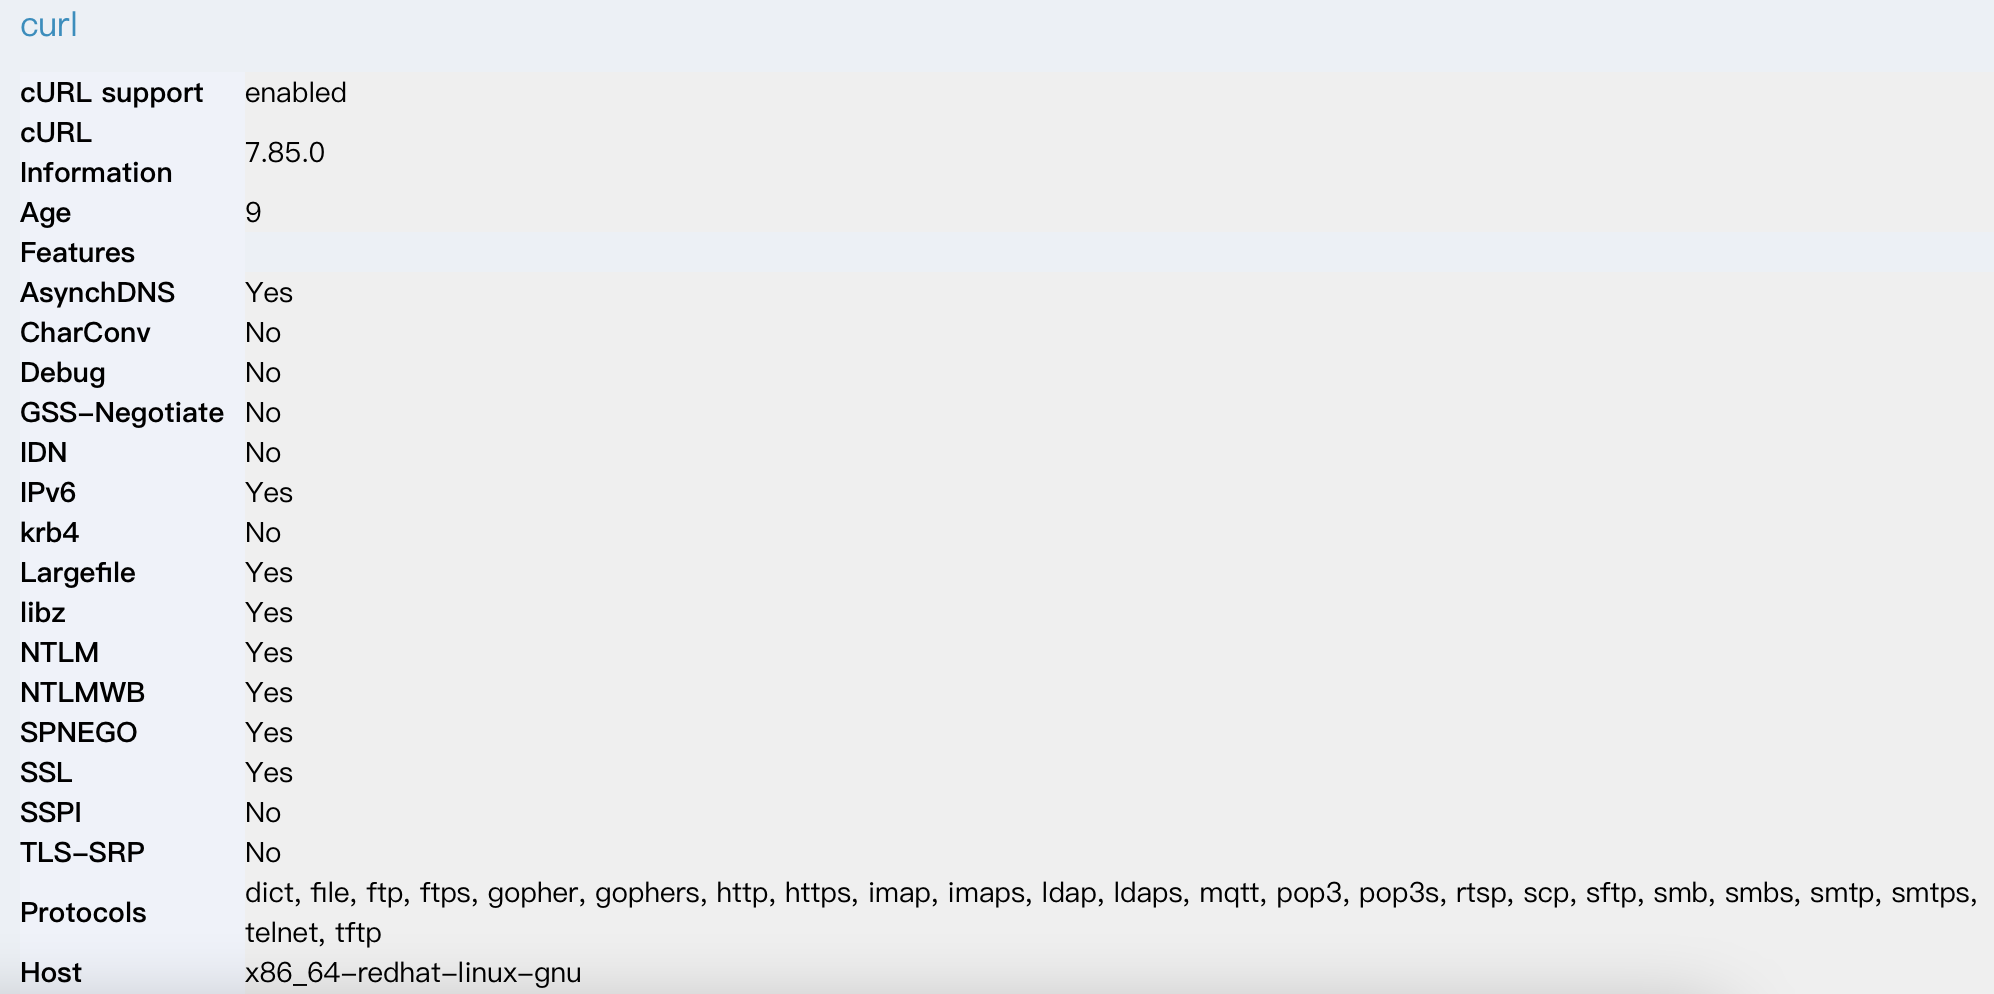 curl
cURL support enabled
cURL Information 7.85.0
Age 9
Features
AsynchDNS Yes
CharConv No
Debug No
GSS-Negotiate No
IDN No
IPv6 Yes
krb4 No
Largefile Yes
libz Yes
NTLM Yes
NTLMWB Yes
SPNEGO Yes
SSL Yes
SSPI No
TLS-SRP No
Protocols dict, file, ftp, ftps, gopher, gophers, http, https, imap, imaps, ldap, ldaps, mqtt, pop3, pop3s, rtsp, scp, sftp, smb, smbs, smtp, smtps,
telnet, tftp
Host x86_64-redhat-linux-gnu